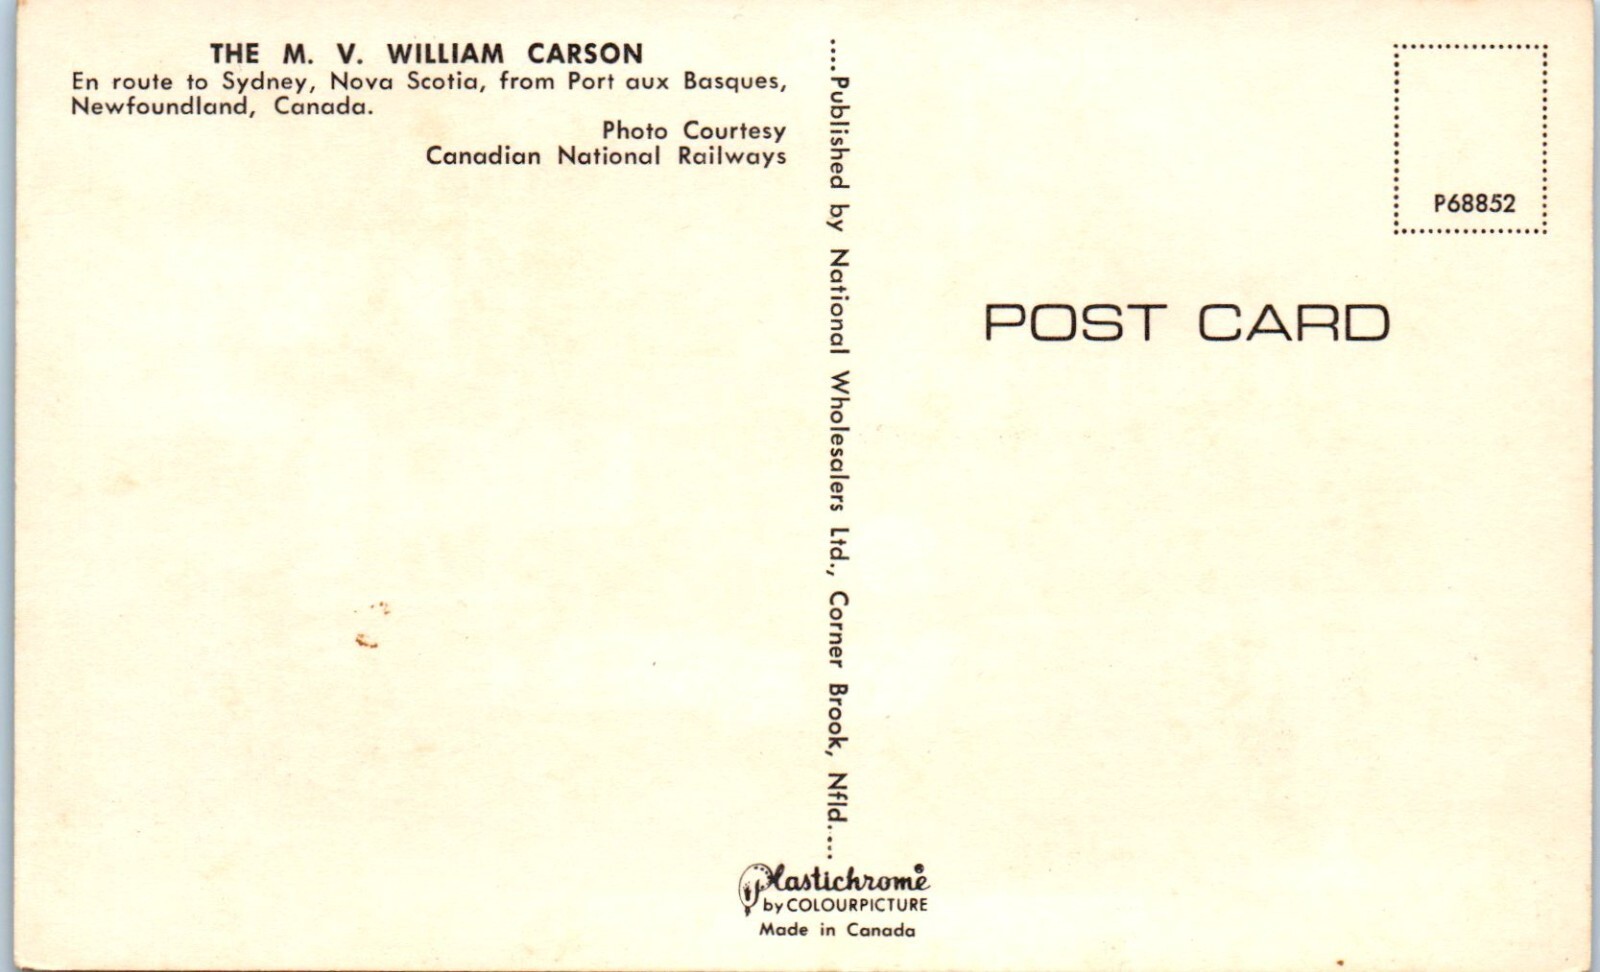 THE M. V. WILLIAM CARSON
En route to Sydney, Nova Scotia, from Port aux Basques,
Newfoundland, Canada.
Photo Courtesy
Canadian National Railways
....Published by National Wholesalers Ltd., Corner Brook, Nfld.....
P68852
POST CARD
Plastichrome®
by COLOURPICTURE
Made in Canada